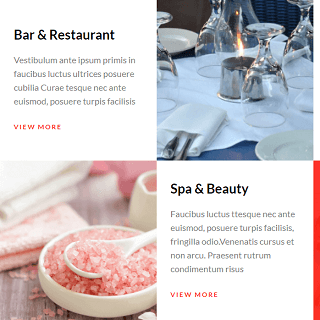 Bar & Restaurant
Vestibulum ante ipsum primis in
faucibus luctus ultrices posuere
cubilia Curae tesque nec ante
euismod, posuere turpis facilisis
VIEW MORE
Spa & Beauty
Faucibus luctus ttesque nec ante
euismod, posuere turpis facilisis,
fringilla odio.Venenatis cursus et
non arcu. Praesent rutrum
condimentum risus
VIEW MORE